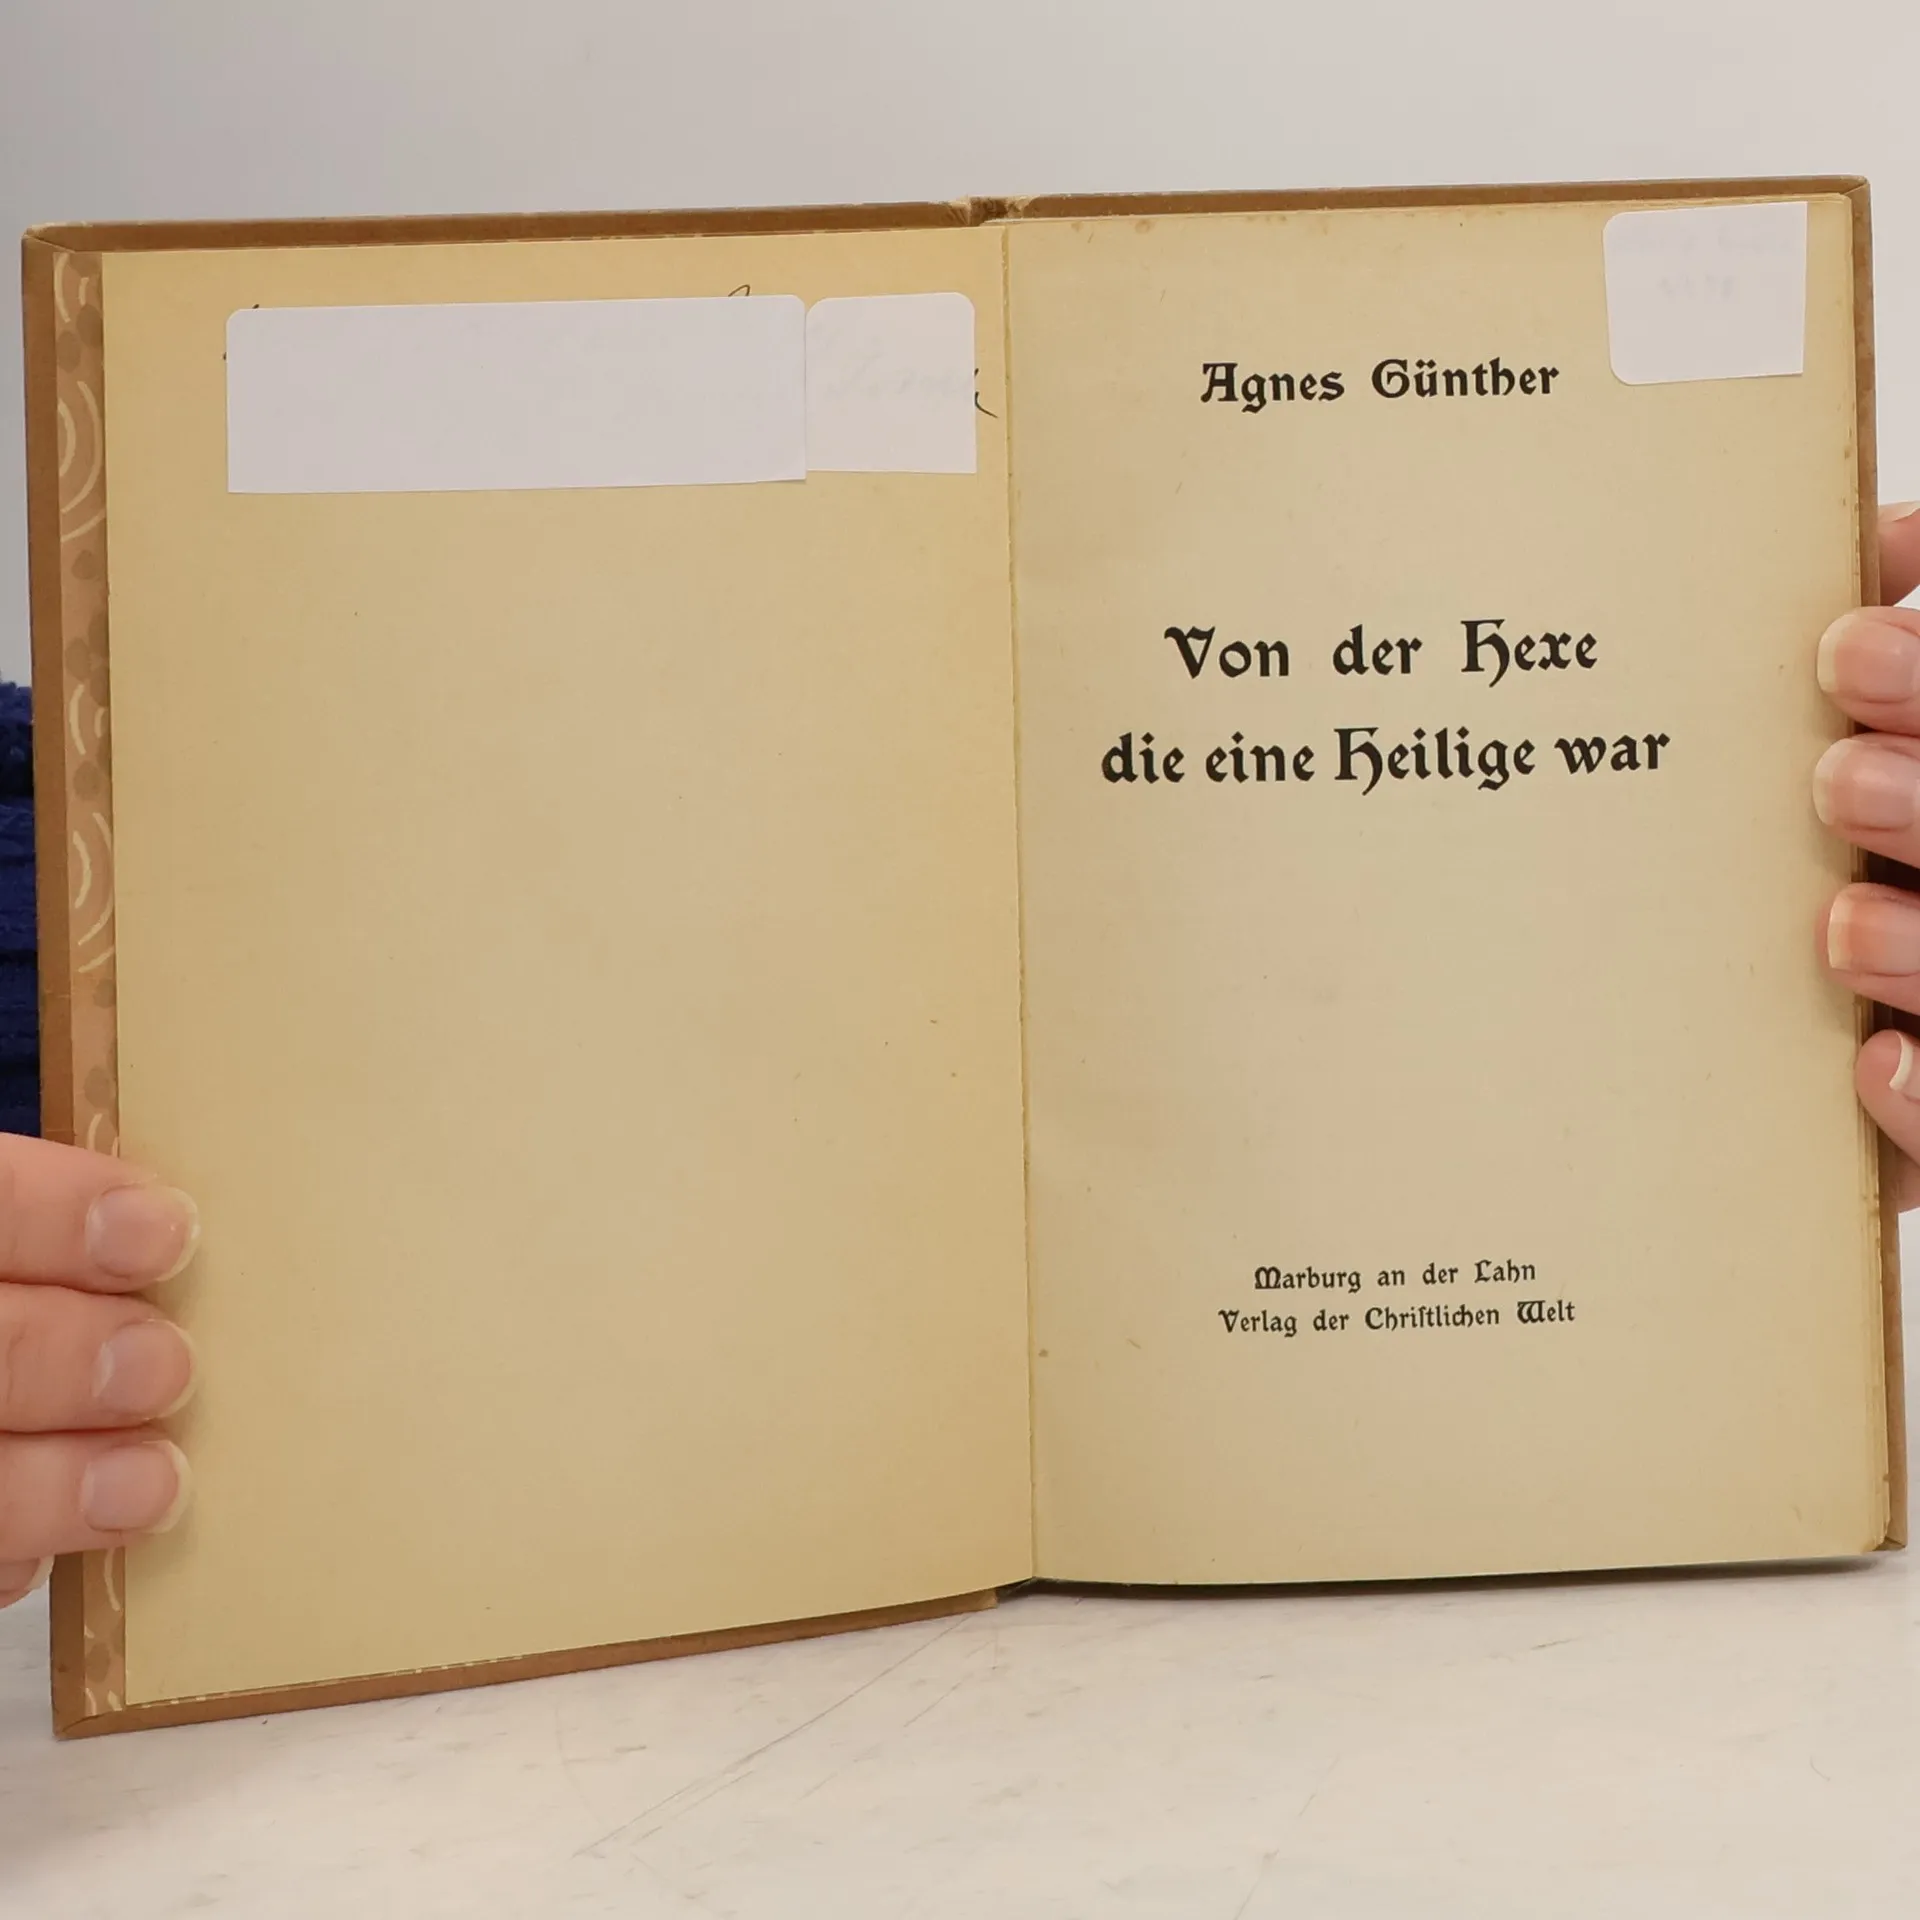 Agnes Günther
Von der Hexe
die eine Heilige war
Marburg an der Lahn
Verlag der Chriſtlichen Welt